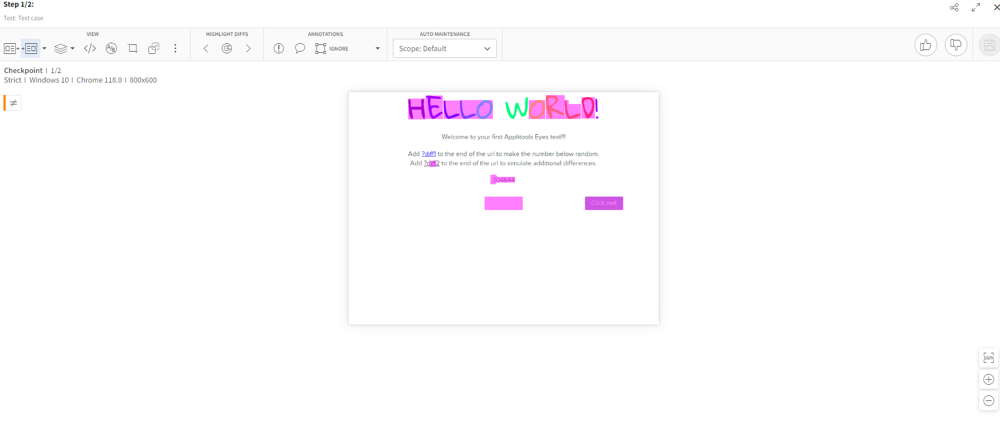 Step 1/2:
Test: Test case
VIEW
HIGHLIGHT DIFFS
ANNOTATIONS
AUTO MAINTENANCE
A/B
IGNORE
Scope: Default
Checkpoint | 1/2
Strict | Windows 10 | Chrome 118.0 | 800x600
≠
HELLO WORLD!
Welcome to your first Applitools Eyes test!!!
Add ?diff1 to the end of the url to make the number below random.
Add ?diff2 to the end of the url to simulate additional differences.
304644
Click me!
100%